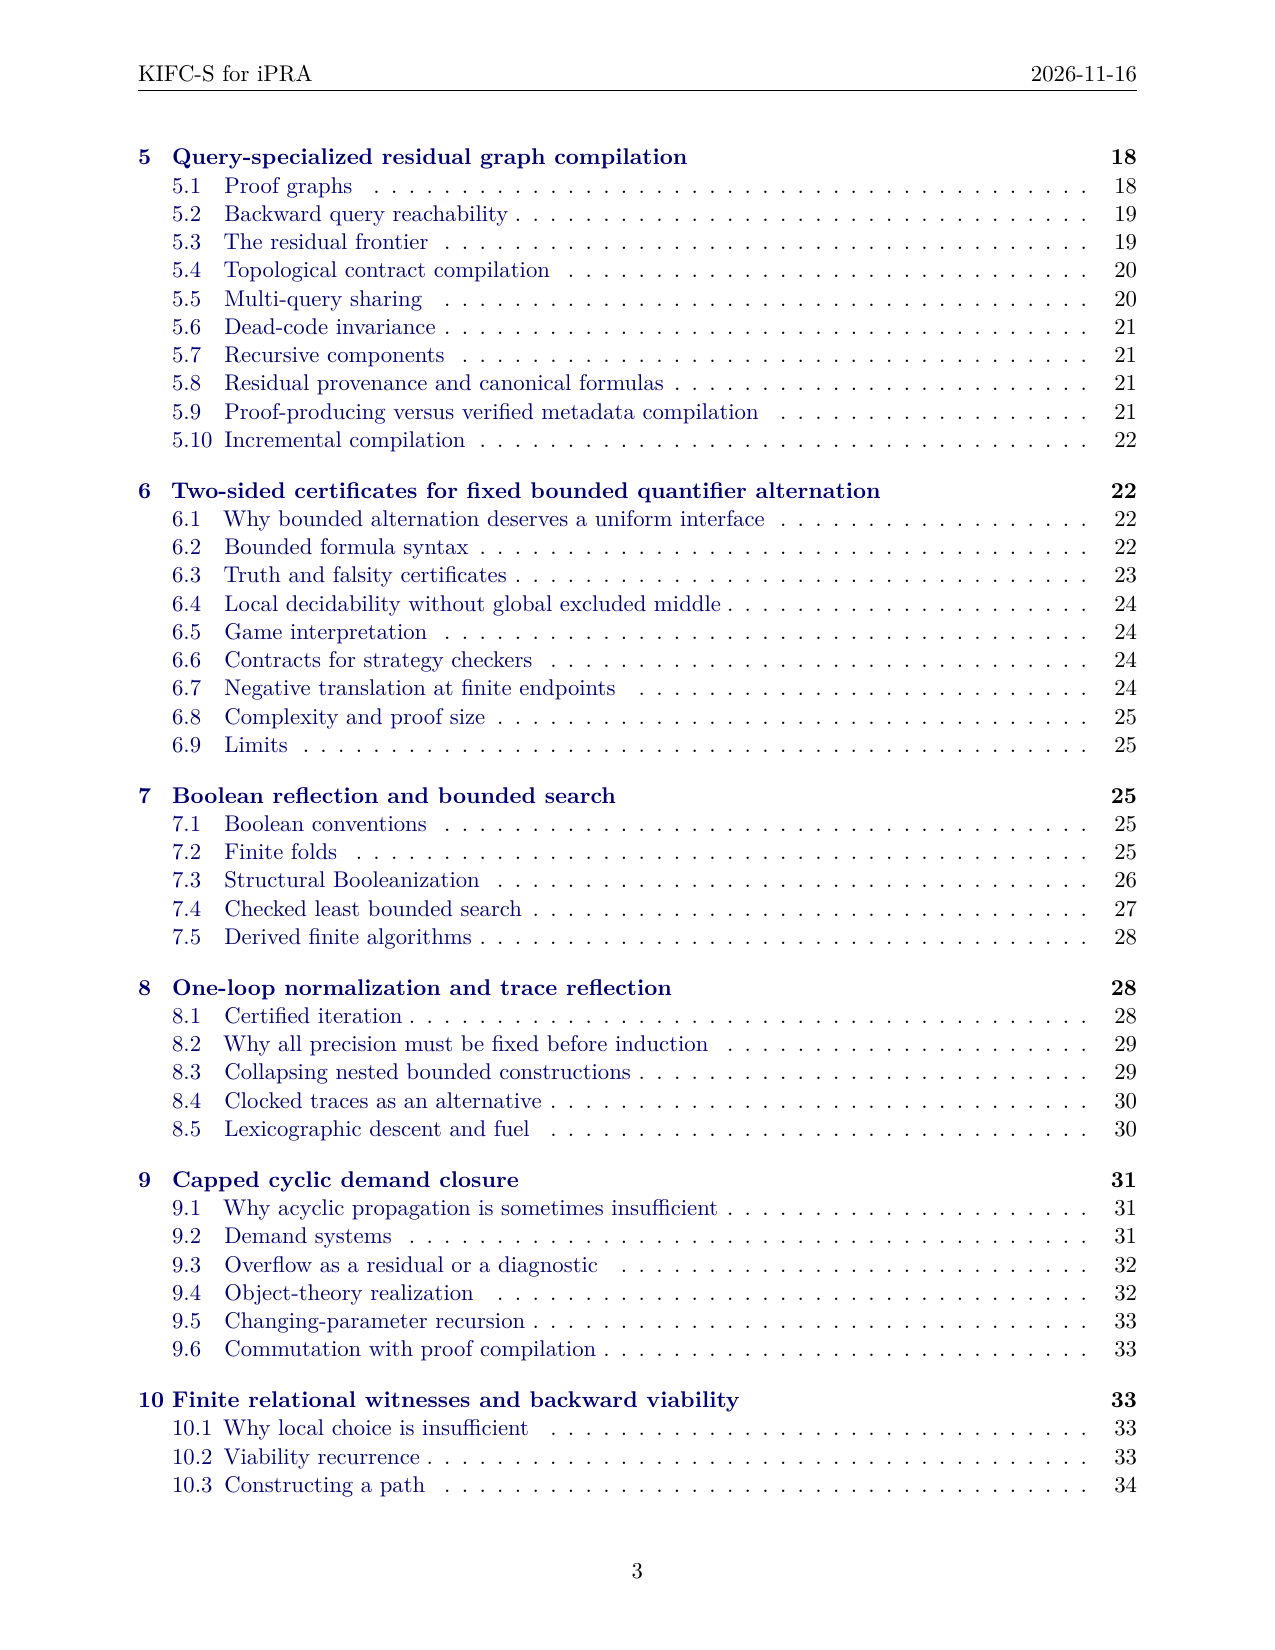 KIFC-S for iPRA 2026-11-16
5 Query-specialized residual graph compilation 18
5.1 Proof graphs . . . . . . . . . . . . . . . . . . . . . . . . . . . . . . . . . . . . . . . . . 18
5.2 Backward query reachability . . . . . . . . . . . . . . . . . . . . . . . . . . . . . . . . . 19
5.3 The residual frontier . . . . . . . . . . . . . . . . . . . . . . . . . . . . . . . . . . . . . 19
5.4 Topological contract compilation . . . . . . . . . . . . . . . . . . . . . . . . . . . . . . 20
5.5 Multi-query sharing . . . . . . . . . . . . . . . . . . . . . . . . . . . . . . . . . . . . . 20
5.6 Dead-code invariance . . . . . . . . . . . . . . . . . . . . . . . . . . . . . . . . . . . . . 21
5.7 Recursive components . . . . . . . . . . . . . . . . . . . . . . . . . . . . . . . . . . . . 21
5.8 Residual provenance and canonical formulas . . . . . . . . . . . . . . . . . . . . . . . . 21
5.9 Proof-producing versus verified metadata compilation . . . . . . . . . . . . . . . . . . 21
5.10 Incremental compilation . . . . . . . . . . . . . . . . . . . . . . . . . . . . . . . . . . . 22
6 Two-sided certificates for fixed bounded quantifier alternation 22
6.1 Why bounded alternation deserves a uniform interface . . . . . . . . . . . . . . . . . . 22
6.2 Bounded formula syntax . . . . . . . . . . . . . . . . . . . . . . . . . . . . . . . . . . . 22
6.3 Truth and falsity certificates . . . . . . . . . . . . . . . . . . . . . . . . . . . . . . . . . 23
6.4 Local decidability without global excluded middle . . . . . . . . . . . . . . . . . . . . . 24
6.5 Game interpretation . . . . . . . . . . . . . . . . . . . . . . . . . . . . . . . . . . . . . 24
6.6 Contracts for strategy checkers . . . . . . . . . . . . . . . . . . . . . . . . . . . . . . . 24
6.7 Negative translation at finite endpoints . . . . . . . . . . . . . . . . . . . . . . . . . . 24
6.8 Complexity and proof size . . . . . . . . . . . . . . . . . . . . . . . . . . . . . . . . . . 25
6.9 Limits . . . . . . . . . . . . . . . . . . . . . . . . . . . . . . . . . . . . . . . . . . . . . 25
7 Boolean reflection and bounded search 25
7.1 Boolean conventions . . . . . . . . . . . . . . . . . . . . . . . . . . . . . . . . . . . . . 25
7.2 Finite folds . . . . . . . . . . . . . . . . . . . . . . . . . . . . . . . . . . . . . . . . . . 25
7.3 Structural Booleanization . . . . . . . . . . . . . . . . . . . . . . . . . . . . . . . . . . 26
7.4 Checked least bounded search . . . . . . . . . . . . . . . . . . . . . . . . . . . . . . . . 27
7.5 Derived finite algorithms . . . . . . . . . . . . . . . . . . . . . . . . . . . . . . . . . . . 28
8 One-loop normalization and trace reflection 28
8.1 Certified iteration . . . . . . . . . . . . . . . . . . . . . . . . . . . . . . . . . . . . . . . 28
8.2 Why all precision must be fixed before induction . . . . . . . . . . . . . . . . . . . . . 29
8.3 Collapsing nested bounded constructions . . . . . . . . . . . . . . . . . . . . . . . . . . 29
8.4 Clocked traces as an alternative . . . . . . . . . . . . . . . . . . . . . . . . . . . . . . . 30
8.5 Lexicographic descent and fuel . . . . . . . . . . . . . . . . . . . . . . . . . . . . . . . 30
9 Capped cyclic demand closure 31
9.1 Why acyclic propagation is sometimes insufficient . . . . . . . . . . . . . . . . . . . . . 31
9.2 Demand systems . . . . . . . . . . . . . . . . . . . . . . . . . . . . . . . . . . . . . . . 31
9.3 Overflow as a residual or a diagnostic . . . . . . . . . . . . . . . . . . . . . . . . . . . 32
9.4 Object-theory realization . . . . . . . . . . . . . . . . . . . . . . . . . . . . . . . . . . 32
9.5 Changing-parameter recursion . . . . . . . . . . . . . . . . . . . . . . . . . . . . . . . . 33
9.6 Commutation with proof compilation . . . . . . . . . . . . . . . . . . . . . . . . . . . . 33
10 Finite relational witnesses and backward viability 33
10.1 Why local choice is insufficient . . . . . . . . . . . . . . . . . . . . . . . . . . . . . . . 33
10.2 Viability recurrence . . . . . . . . . . . . . . . . . . . . . . . . . . . . . . . . . . . . . . 33
10.3 Constructing a path . . . . . . . . . . . . . . . . . . . . . . . . . . . . . . . . . . . . . 34
3